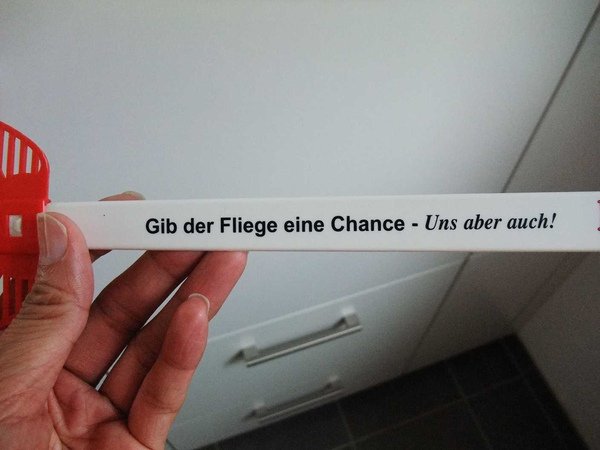 Gib der Fliege eine Chance - Uns aber auch!